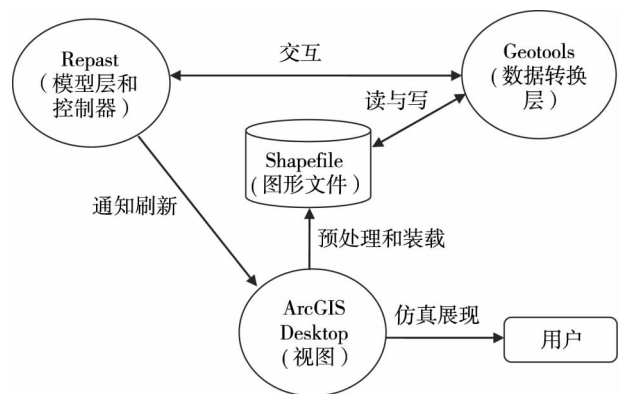 Repast
（模型层和
控制器）
交互
Geotools
（数据转换
层）
读与写
Shapefile
（图形文件）
通知刷新
预处理和装载
ArcGIS
Desktop
（视图）
仿真展现
用户